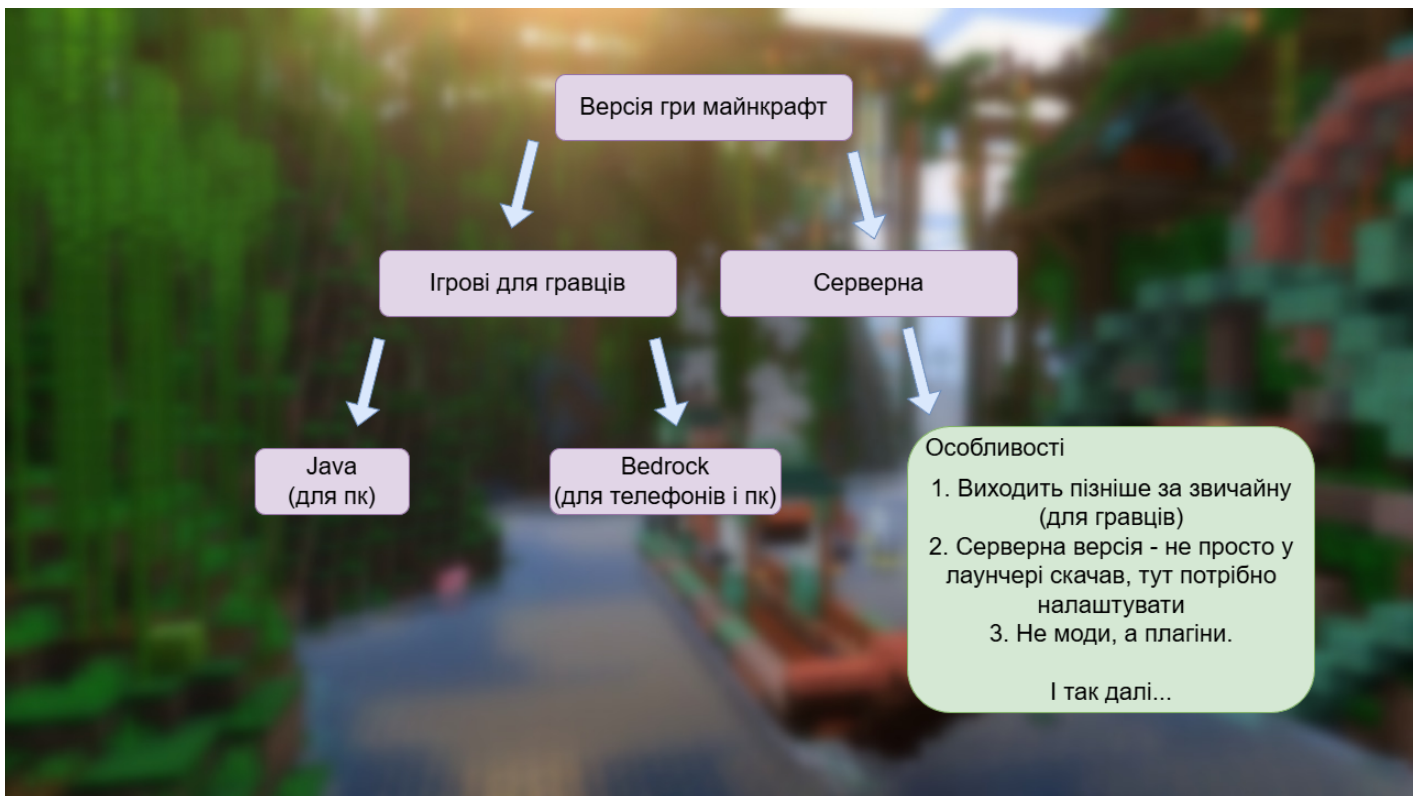 Версія гри майнкрафт
Ігрові для гравців
Серверна
Java
(для пк)
Bedrock
(для телефонів і пк)
Особливості
1. Виходить пізніше за звичайну
(для гравців)
2. Серверна версія - не просто у
лаунчері скачав, тут потрібно
налаштувати
3. Не моди, а плагіни.
І так далі...